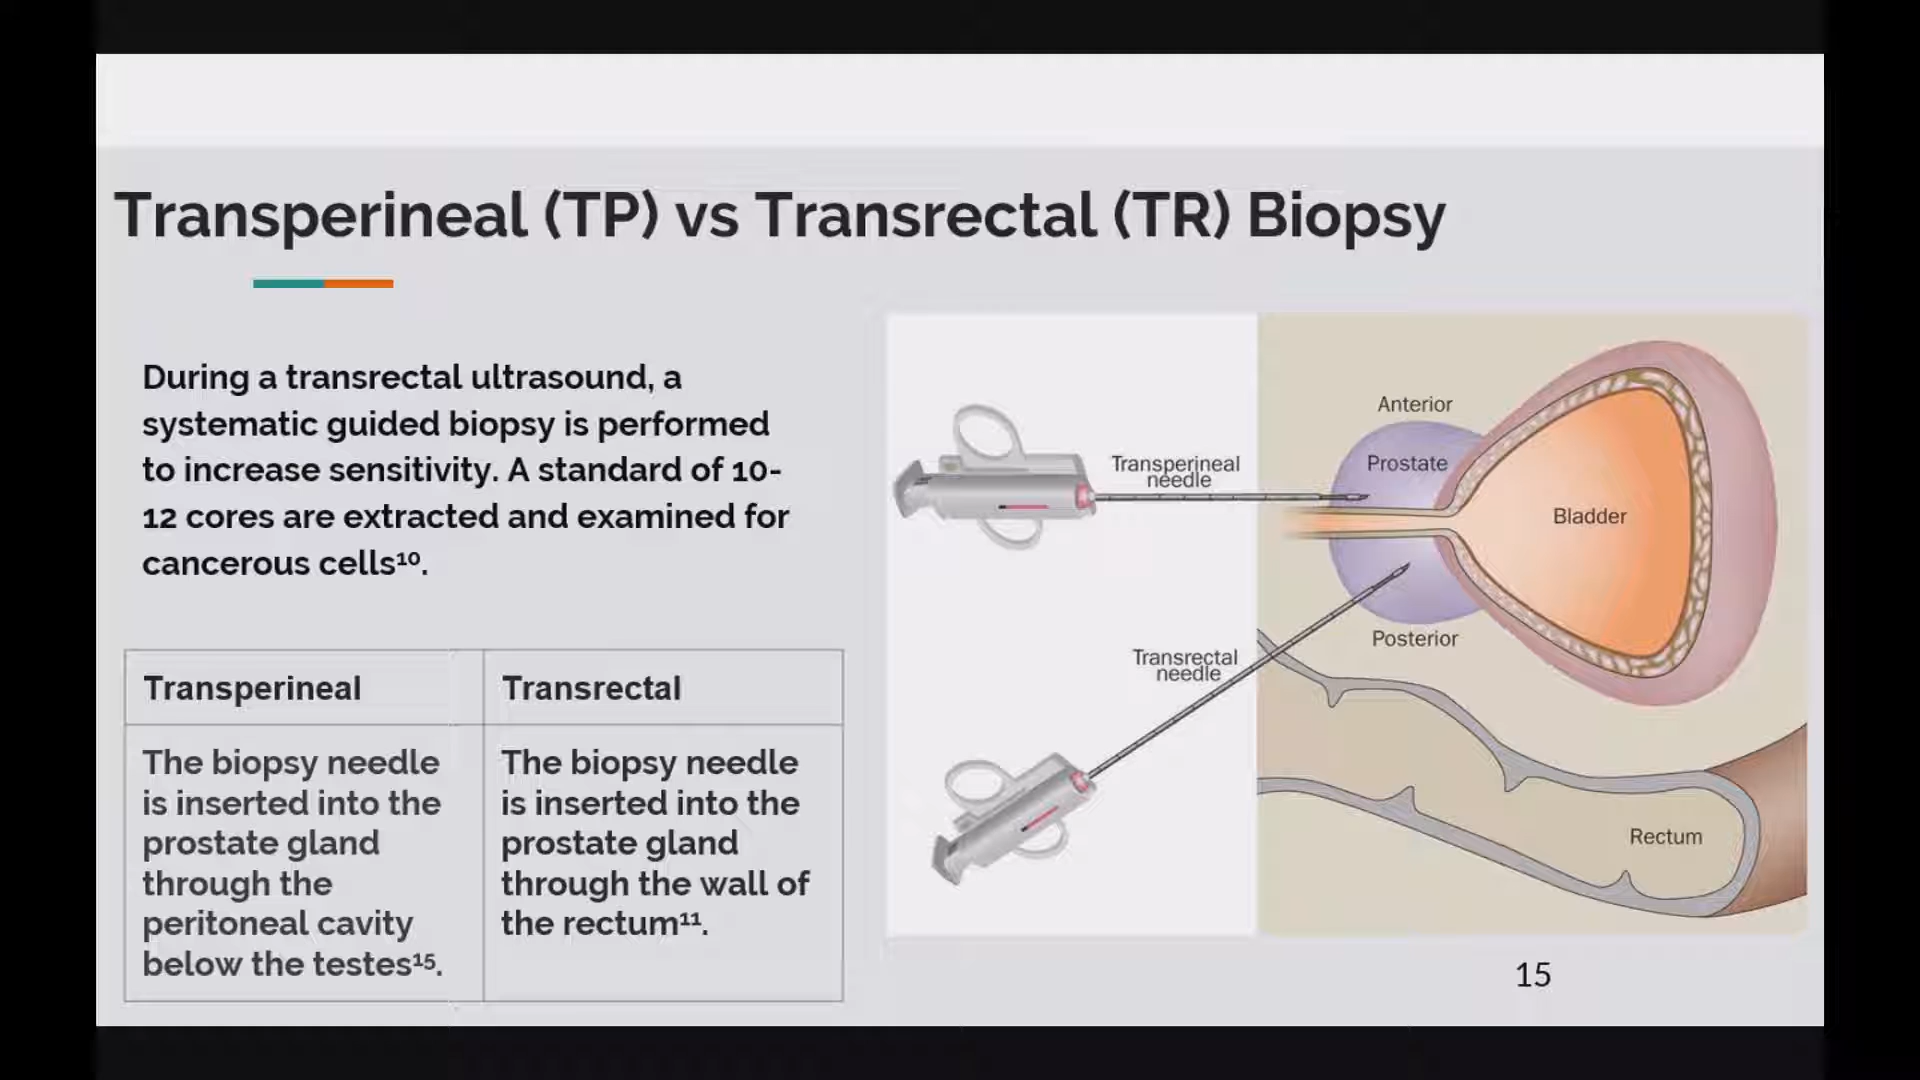 Transperineal (TP) vs Transrectal (TR) Biopsy
During a transrectal ultrasound, a
systematic guided biopsy is performed
to increase sensitivity. A standard of 10-
12 cores are extracted and examined for
cancerous cells¹⁰.
Transperineal
Transrectal
The biopsy needle
is inserted into the
prostate gland
through the
peritoneal cavity
below the testes¹⁵.
The biopsy needle
is inserted into the
prostate gland
through the wall of
the rectum¹¹.
Transperineal
needle
Transrectal
needle
Anterior
Prostate
Bladder
Posterior
Rectum
15